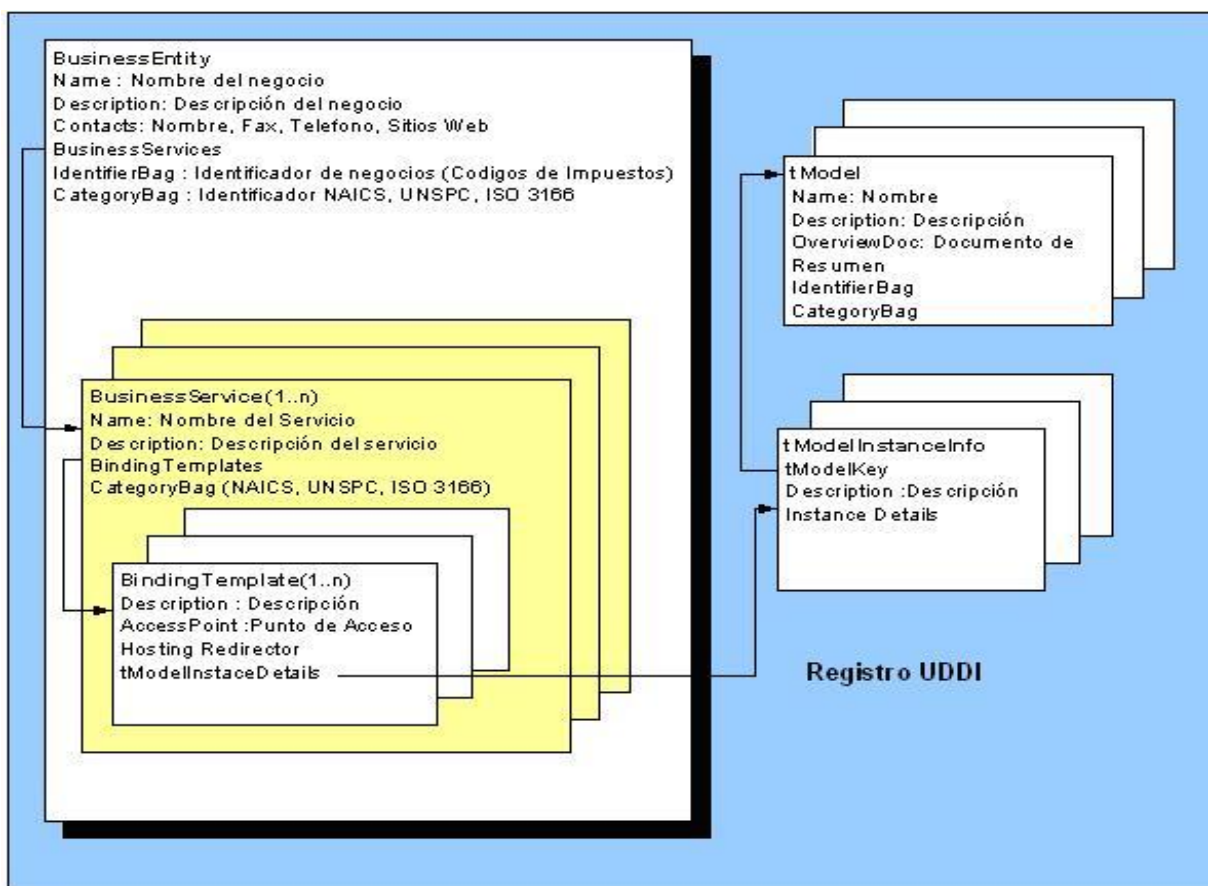 BusinessEntity
Name : Nombre del negocio
Description: Descripción del negocio
Contacts: Nombre, Fax, Telefono, Sitios Web
BusinessServices
IdentifierBag : Identificador de negocios (Codigos de Impuestos)
CategoryBag : Identificador NAICS, UNSPC, ISO 3166
BusinessService(1..n)
Name: Nombre del Servicio
Description: Descripción del servicio
BindingTemplates
CategoryBag (NAICS, UNSPC, ISO 3166)
BindingTemplate(1..n)
Description : Descripción
AccessPoint :Punto de Acceso
Hosting Redirector
tModelInstaceDetails
tModel
Name: Nombre
Description: Descripción
OverviewDoc: Documento de
Resumen
IdentifierBag
CategoryBag
tModelInstanceInfo
tModelKey
Description :Descripción
Instance Details
Registro UDDI